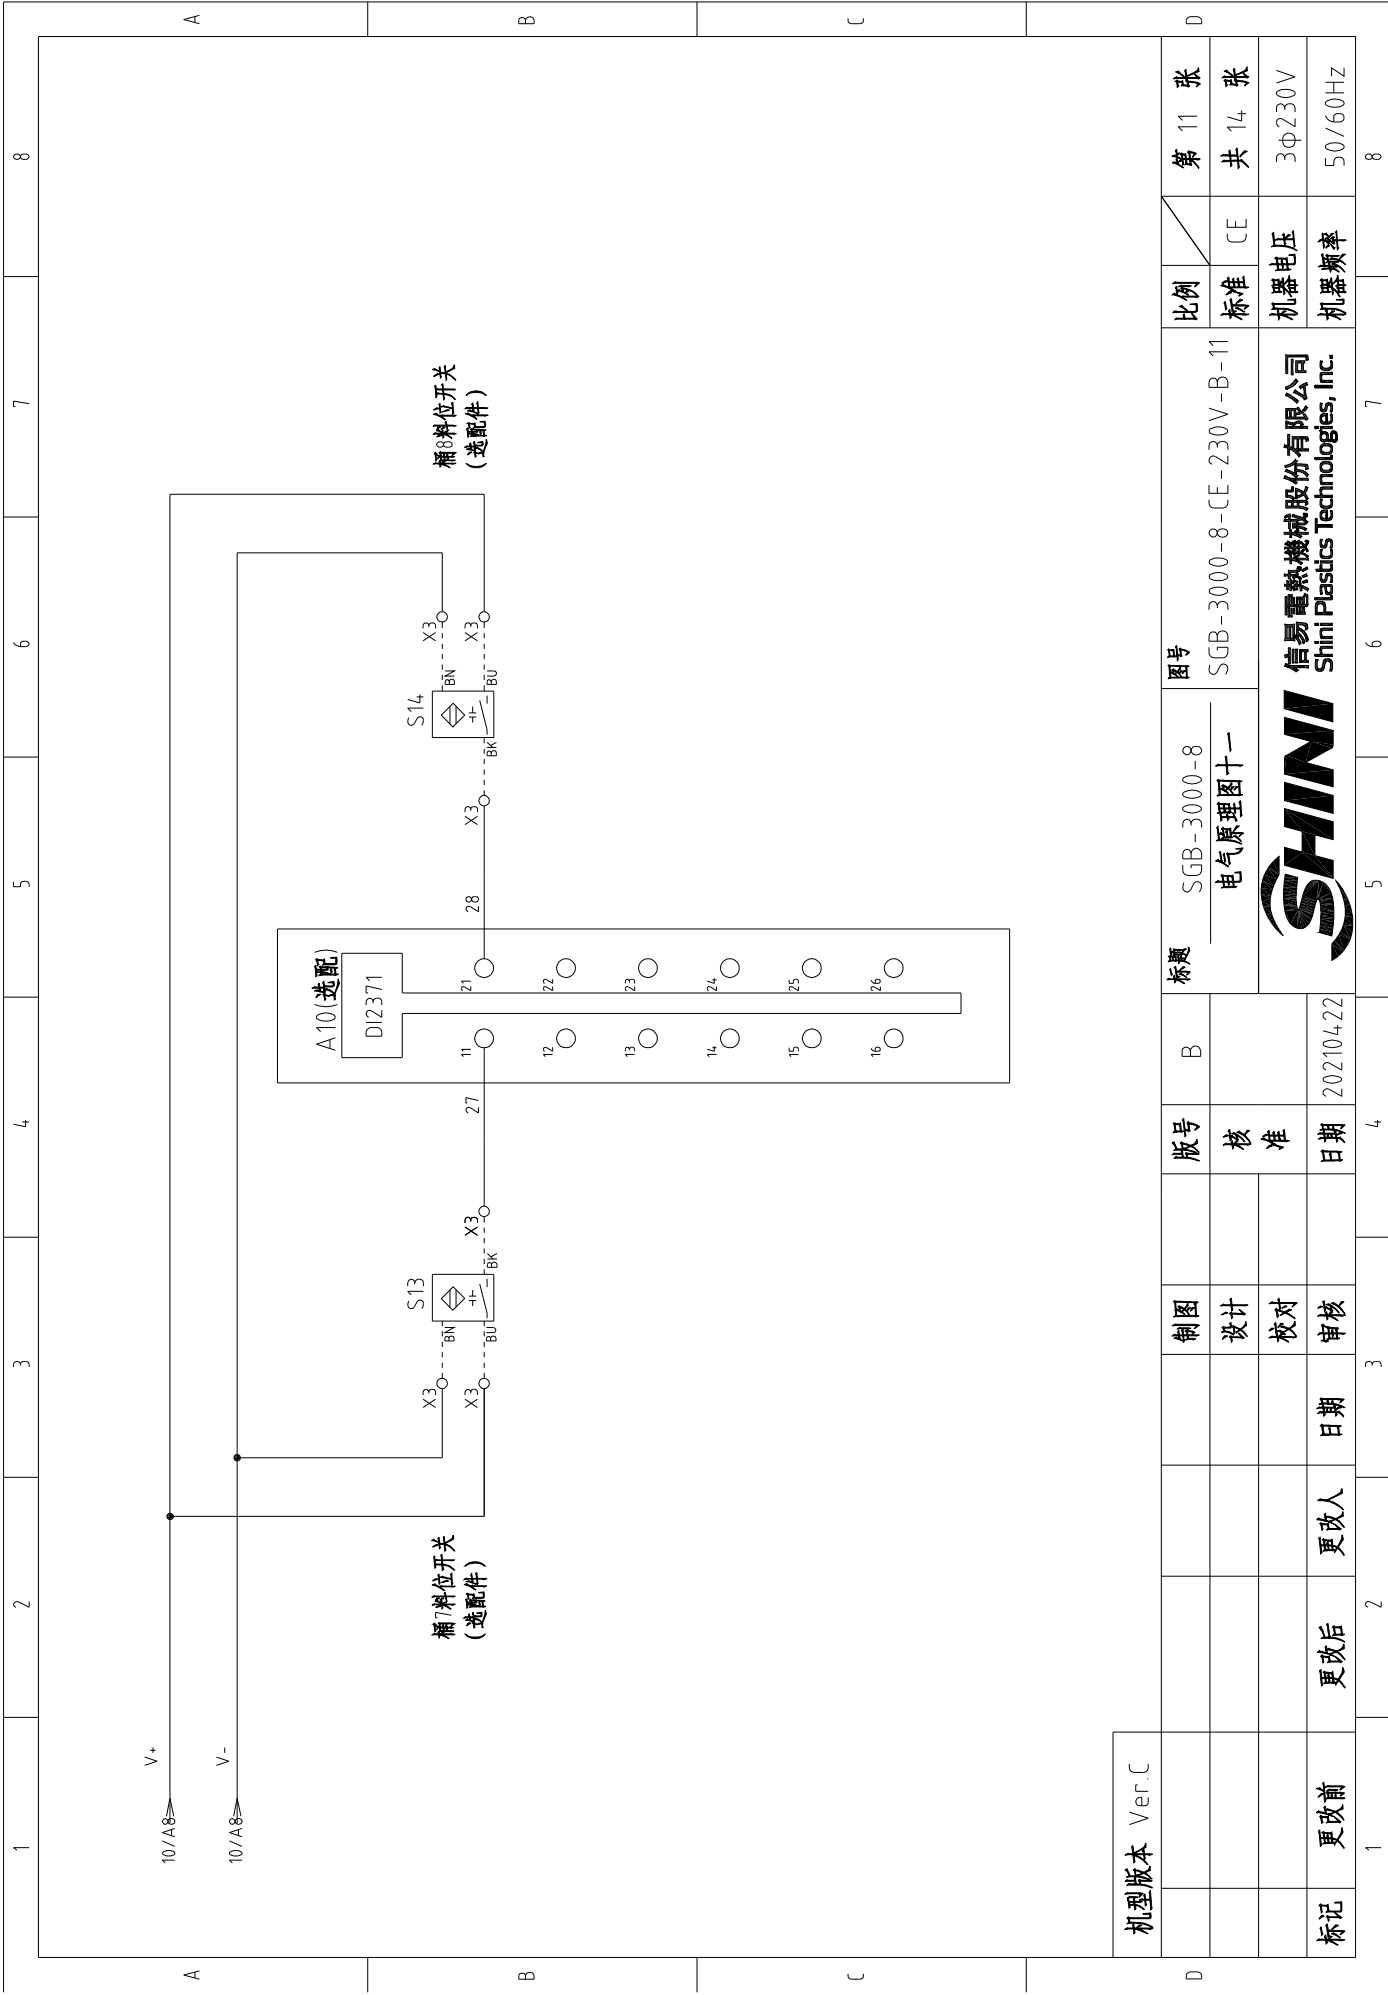 1 2 3 4 5 6 7 8
A
B
C
D
A
B
C
D
10/A8
V+
10/A8
V-
桶7料位开关
(选配件)
S13
X3
X3
BN
BU
BK
X3
27
A10(选配)
DI2371
11
12
13
14
15
16
21
22
23
24
25
26
28
X3
S14
BK
BN
BU
X3
X3
桶8料位开关
(选配件)
机型版本 Ver.C
标记 更改前 更改后 更改人 日期
制图
设计
校对
审核
版号 B
核
准
日期 20210422
标题
SGB-3000-8
电气原理图十一
图号
SGB-3000-8-CE-230V-B-11
SHINI
信易電熱機械股份有限公司
Shini Plastics Technologies, Inc.
比例 第 11 张
标准 CE 共 14 张
机器电压 3φ230V
机器频率 50/60Hz
1 2 3 4 5 6 7 8